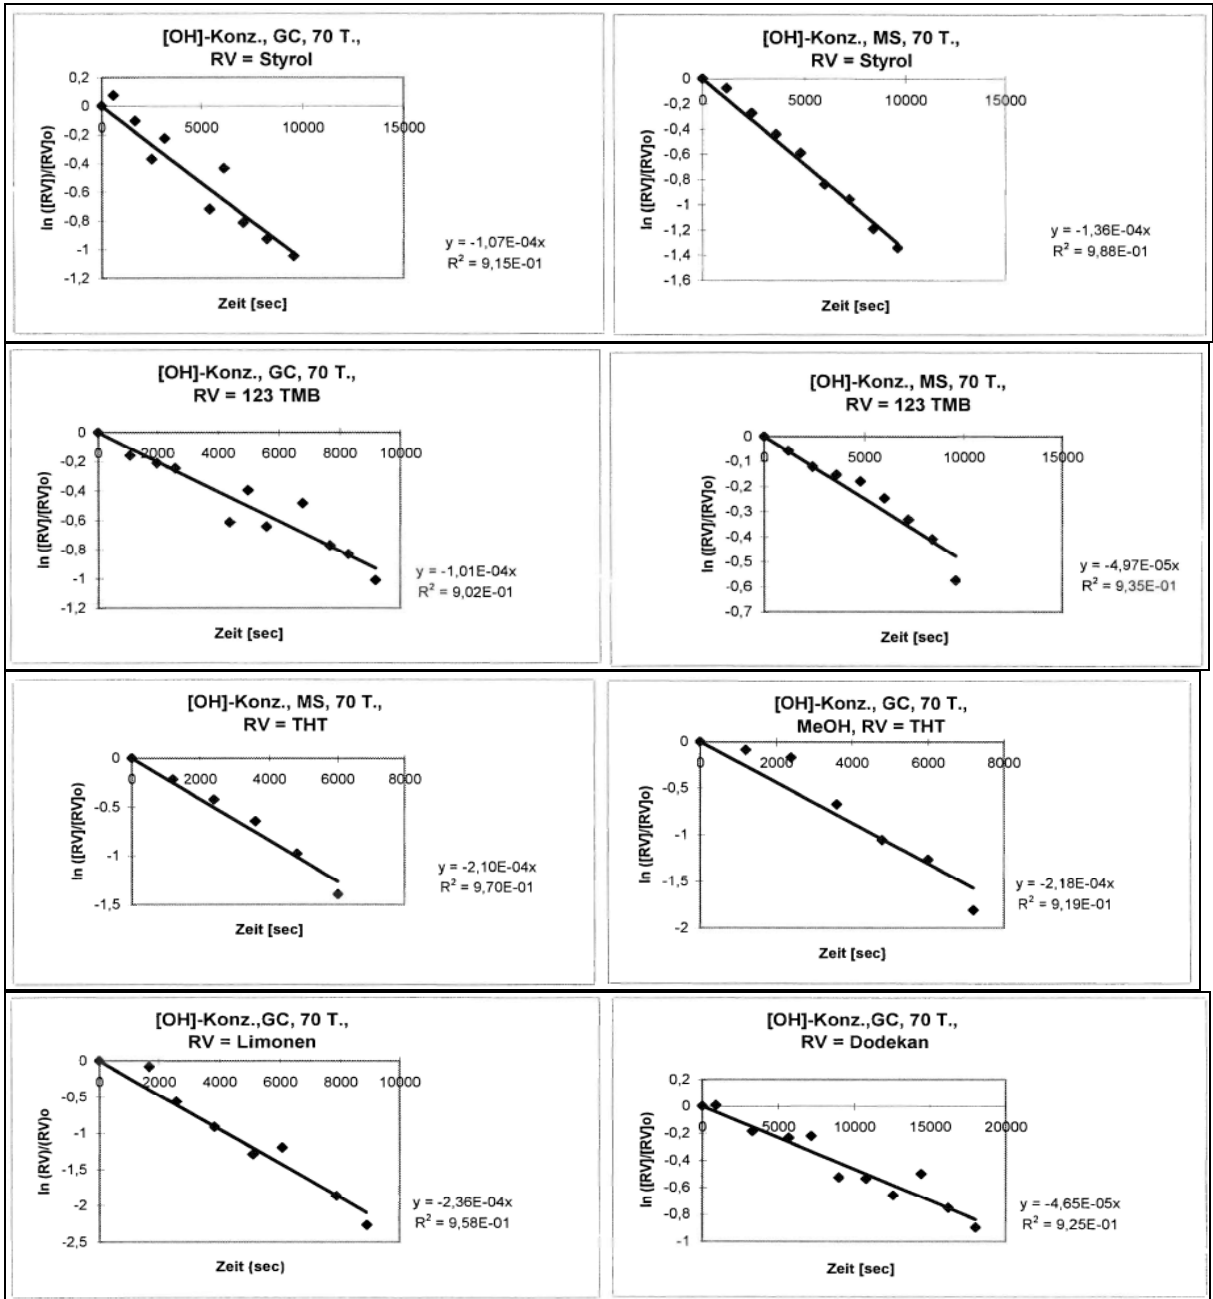 [OH]-Konz., GC, 70 T.,
RV = Styrol
0,2
0
-0,2
-0,4
-0,6
-0,8
-1
-1,2
0
5000
10000
15000
ln ([RV])/[RV]o)
Zeit [sec]
y = -1,07E-04x
R² = 9,15E-01
[OH]-Konz., MS, 70 T.,
RV = Styrol
0
-0,2
-0,4
-0,6
-0,8
-1
-1,2
-1,4
-1,6
0
5000
10000
15000
ln ([RV]/[RV]o)
Zeit [sec]
y = -1,36E-04x
R² = 9,88E-01
[OH]-Konz., GC, 70 T.,
RV = 123 TMB
0
-0,2
-0,4
-0,6
-0,8
-1
-1,2
0
2000
4000
6000
8000
10000
ln ([RV]/[RV]o)
Zeit [sec]
y = -1,01E-04x
R² = 9,02E-01
[OH]-Konz., MS, 70 T.,
RV = 123 TMB
0
-0,1
-0,2
-0,3
-0,4
-0,5
-0,6
-0,7
0
5000
10000
15000
ln ([RV]/[RV]o)
Zeit [sec]
y = -4,97E-05x
R² = 9,35E-01
[OH]-Konz., MS, 70 T.,
RV = THT
0
-0,5
-1
-1,5
0
2000
4000
6000
8000
ln ([RV]/[RV]o)
Zeit [sec]
y = -2,10E-04x
R² = 9,70E-01
[OH]-Konz., GC, 70 T.,
MeOH, RV = THT
0
-0,5
-1
-1,5
-2
0
2000
4000
6000
8000
ln ([RV]/[RV]o)
Zeit [sec]
y = -2,18E-04x
R² = 9,19E-01
[OH]-Konz.,GC, 70 T.,
RV = Limonen
0
-0,5
-1
-1,5
-2
-2,5
0
2000
4000
6000
8000
10000
ln (RV)/(RV)o
Zeit (sec)
y = -2,36E-04x
R² = 9,58E-01
[OH]-Konz.,GC, 70 T.,
RV = Dodekan
0,2
0
-0,2
-0,4
-0,6
-0,8
-1
0
5000
10000
15000
20000
ln ([RV]/[RV]o)
Zeit [sec]
y = -4,65E-05x
R² = 9,25E-01